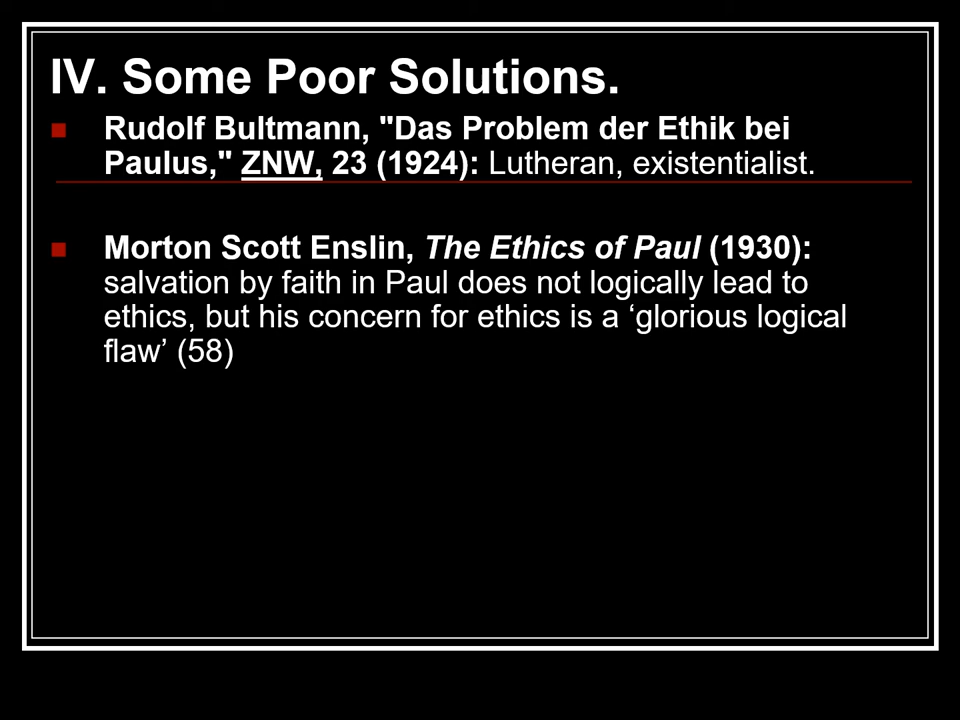 IV. Some Poor Solutions.
Rudolf Bultmann, "Das Problem der Ethik bei
Paulus," ZNW, 23 (1924): Lutheran, existentialist.
Morton Scott Enslin, The Ethics of Paul (1930):
salvation by faith in Paul does not logically lead to
ethics, but his concern for ethics is a ‘glorious logical
flaw’ (58)